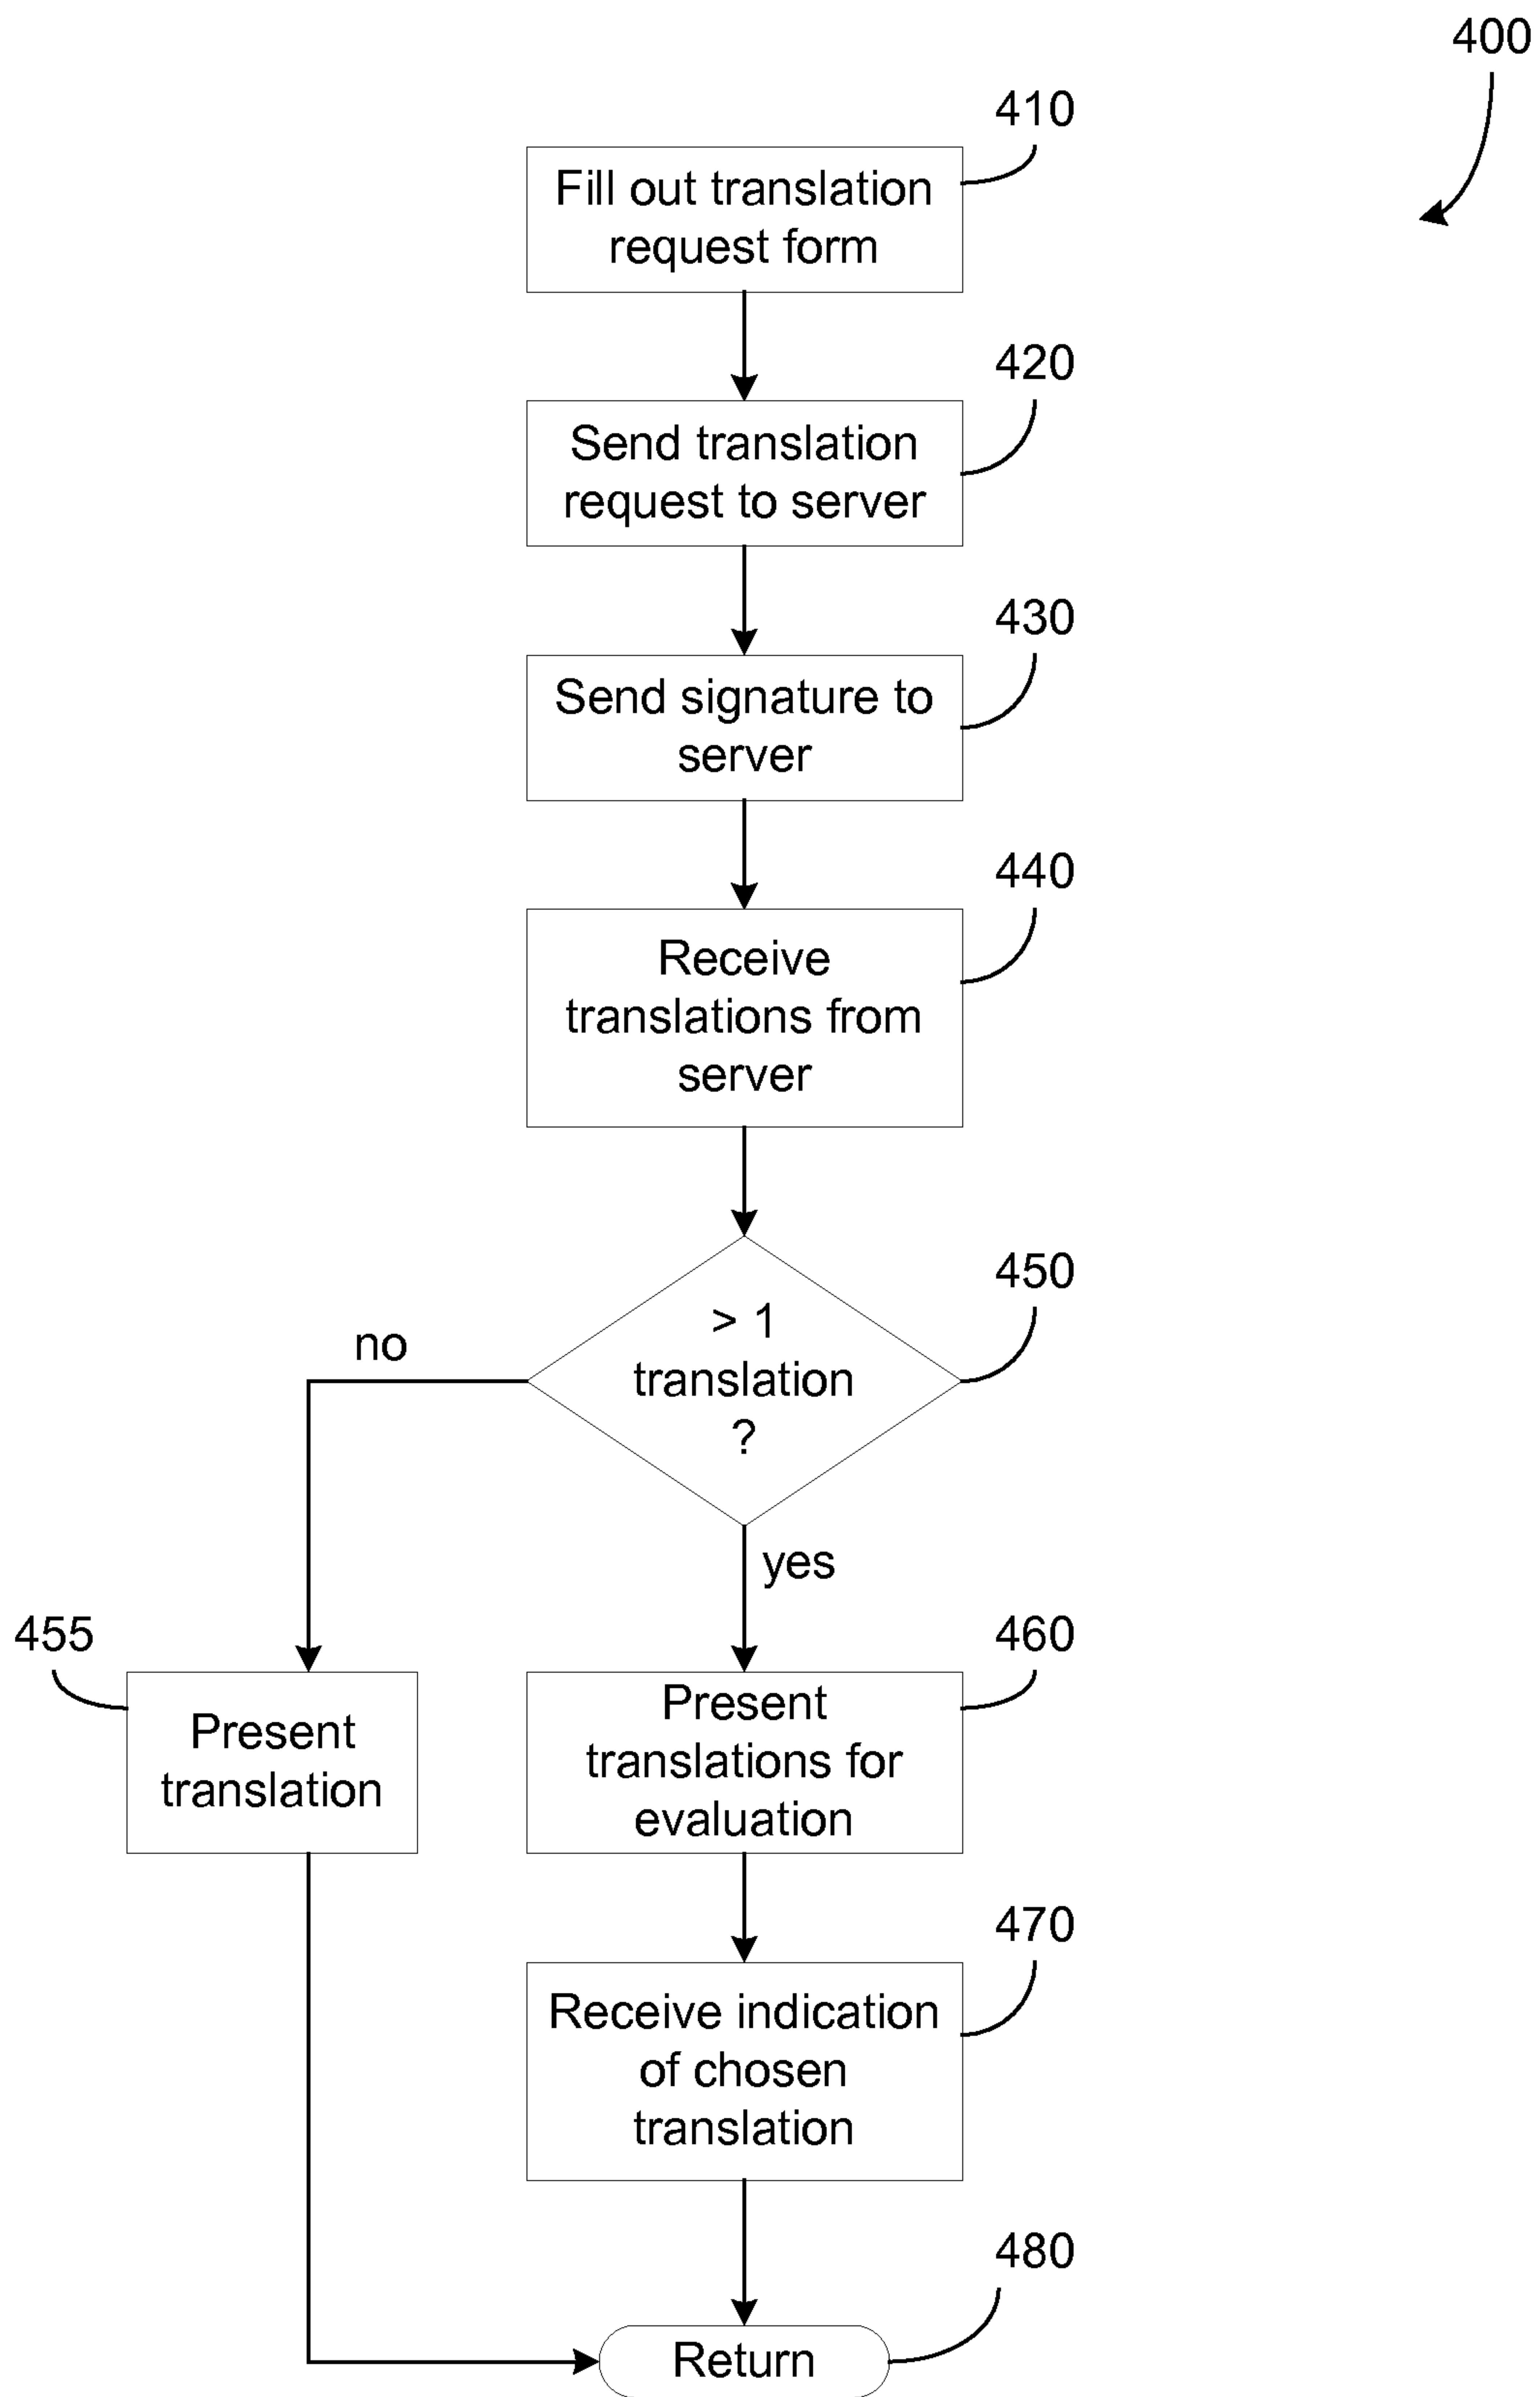 400
410
Fill out translation
request form
420
Send translation
request to server
430
Send signature to
server
440
Receive
translations from
server
450
> 1
translation
?
no
yes
455
Present
translation
460
Present
translations for
evaluation
470
Receive indication
of chosen
translation
480
Return